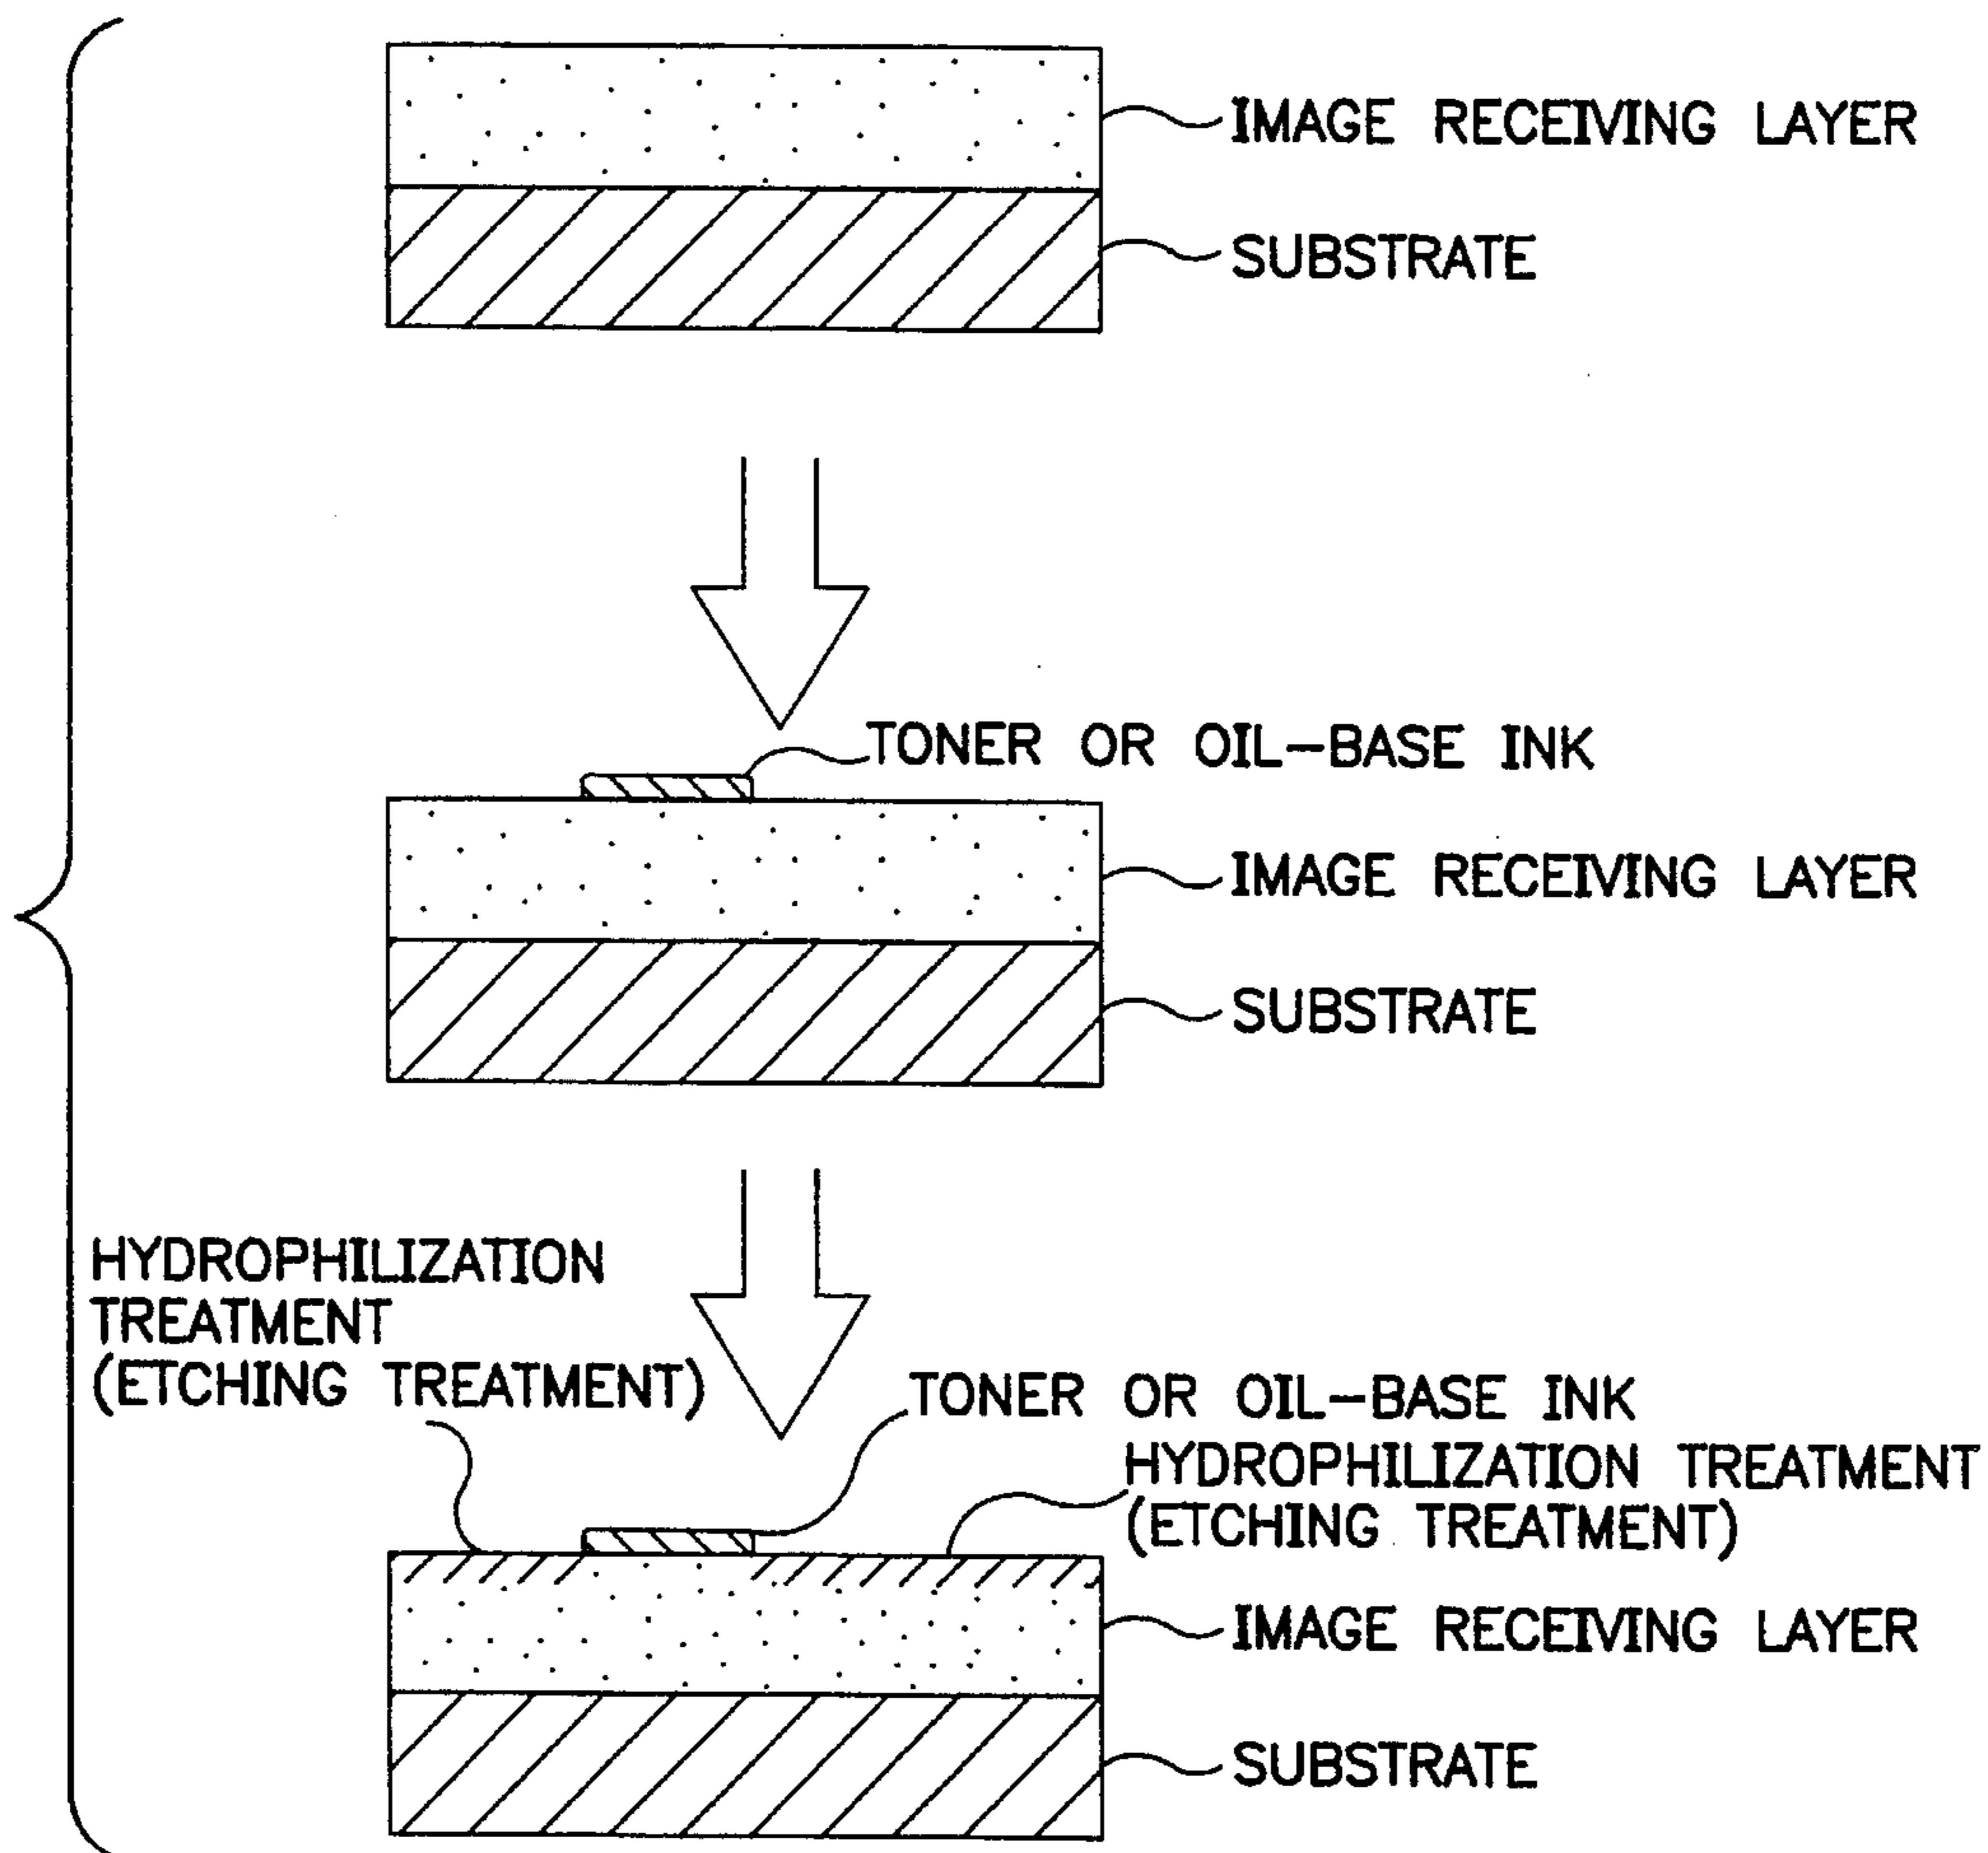 IMAGE RECEIVING LAYER
SUBSTRATE
TONER OR OIL-BASE INK
IMAGE RECEIVING LAYER
SUBSTRATE
HYDROPHILIZATION
TREATMENT
(ETCHING TREATMENT)
TONER OR OIL-BASE INK
HYDROPHILIZATION TREATMENT
(ETCHING TREATMENT)
IMAGE RECEIVING LAYER
SUBSTRATE